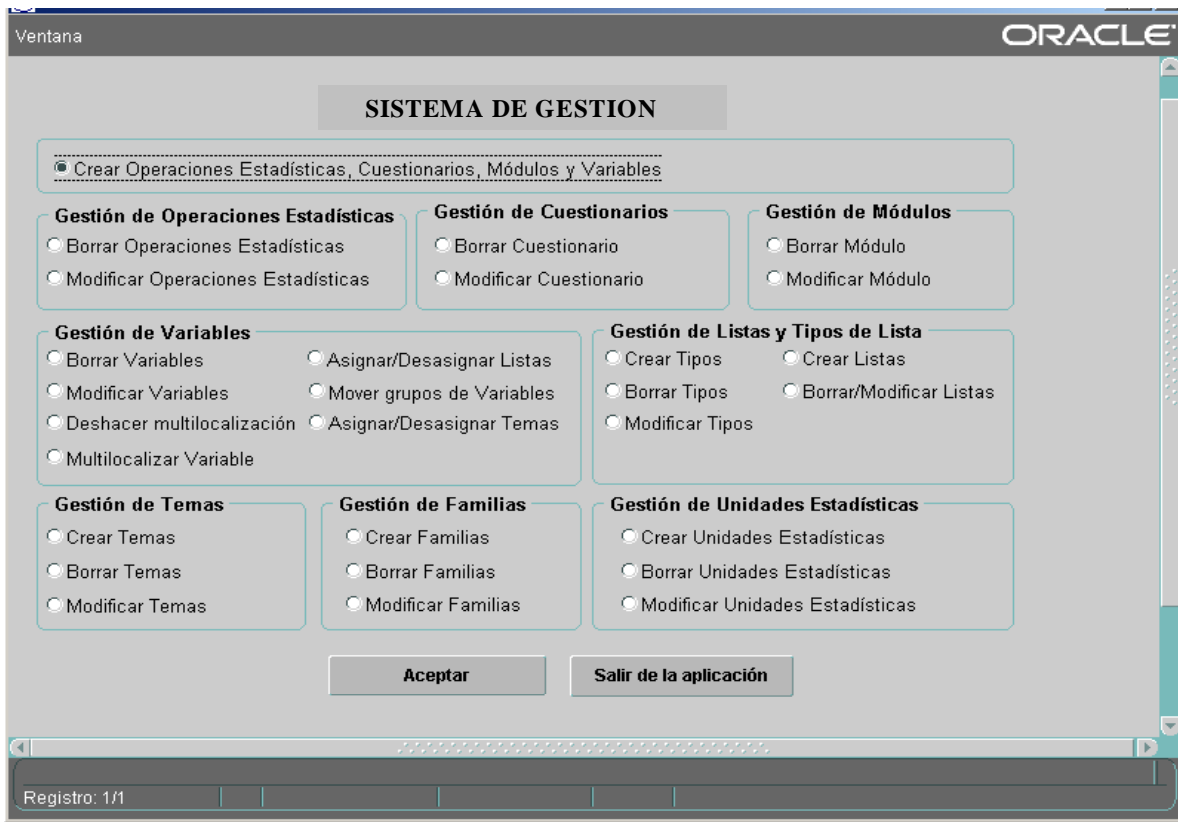 Ventana ORACLE
SISTEMA DE GESTION
Crear Operaciones Estadísticas, Cuestionarios, Módulos y Variables
Gestión de Operaciones Estadísticas
Borrar Operaciones Estadísticas
Modificar Operaciones Estadísticas
Gestión de Cuestionarios
Borrar Cuestionario
Modificar Cuestionario
Gestión de Módulos
Borrar Módulo
Modificar Módulo
Gestión de Variables
Borrar Variables
Modificar Variables
Deshacer multilocalización
Multilocalizar Variable
Asignar/Desasignar Listas
Mover grupos de Variables
Asignar/Desasignar Temas
Gestión de Listas y Tipos de Lista
Crear Tipos
Borrar Tipos
Modificar Tipos
Crear Listas
Borrar/Modificar Listas
Gestión de Temas
Crear Temas
Borrar Temas
Modificar Temas
Gestión de Familias
Crear Familias
Borrar Familias
Modificar Familias
Gestión de Unidades Estadísticas
Crear Unidades Estadísticas
Borrar Unidades Estadísticas
Modificar Unidades Estadísticas
Aceptar
Salir de la aplicación
Registro: 1/1